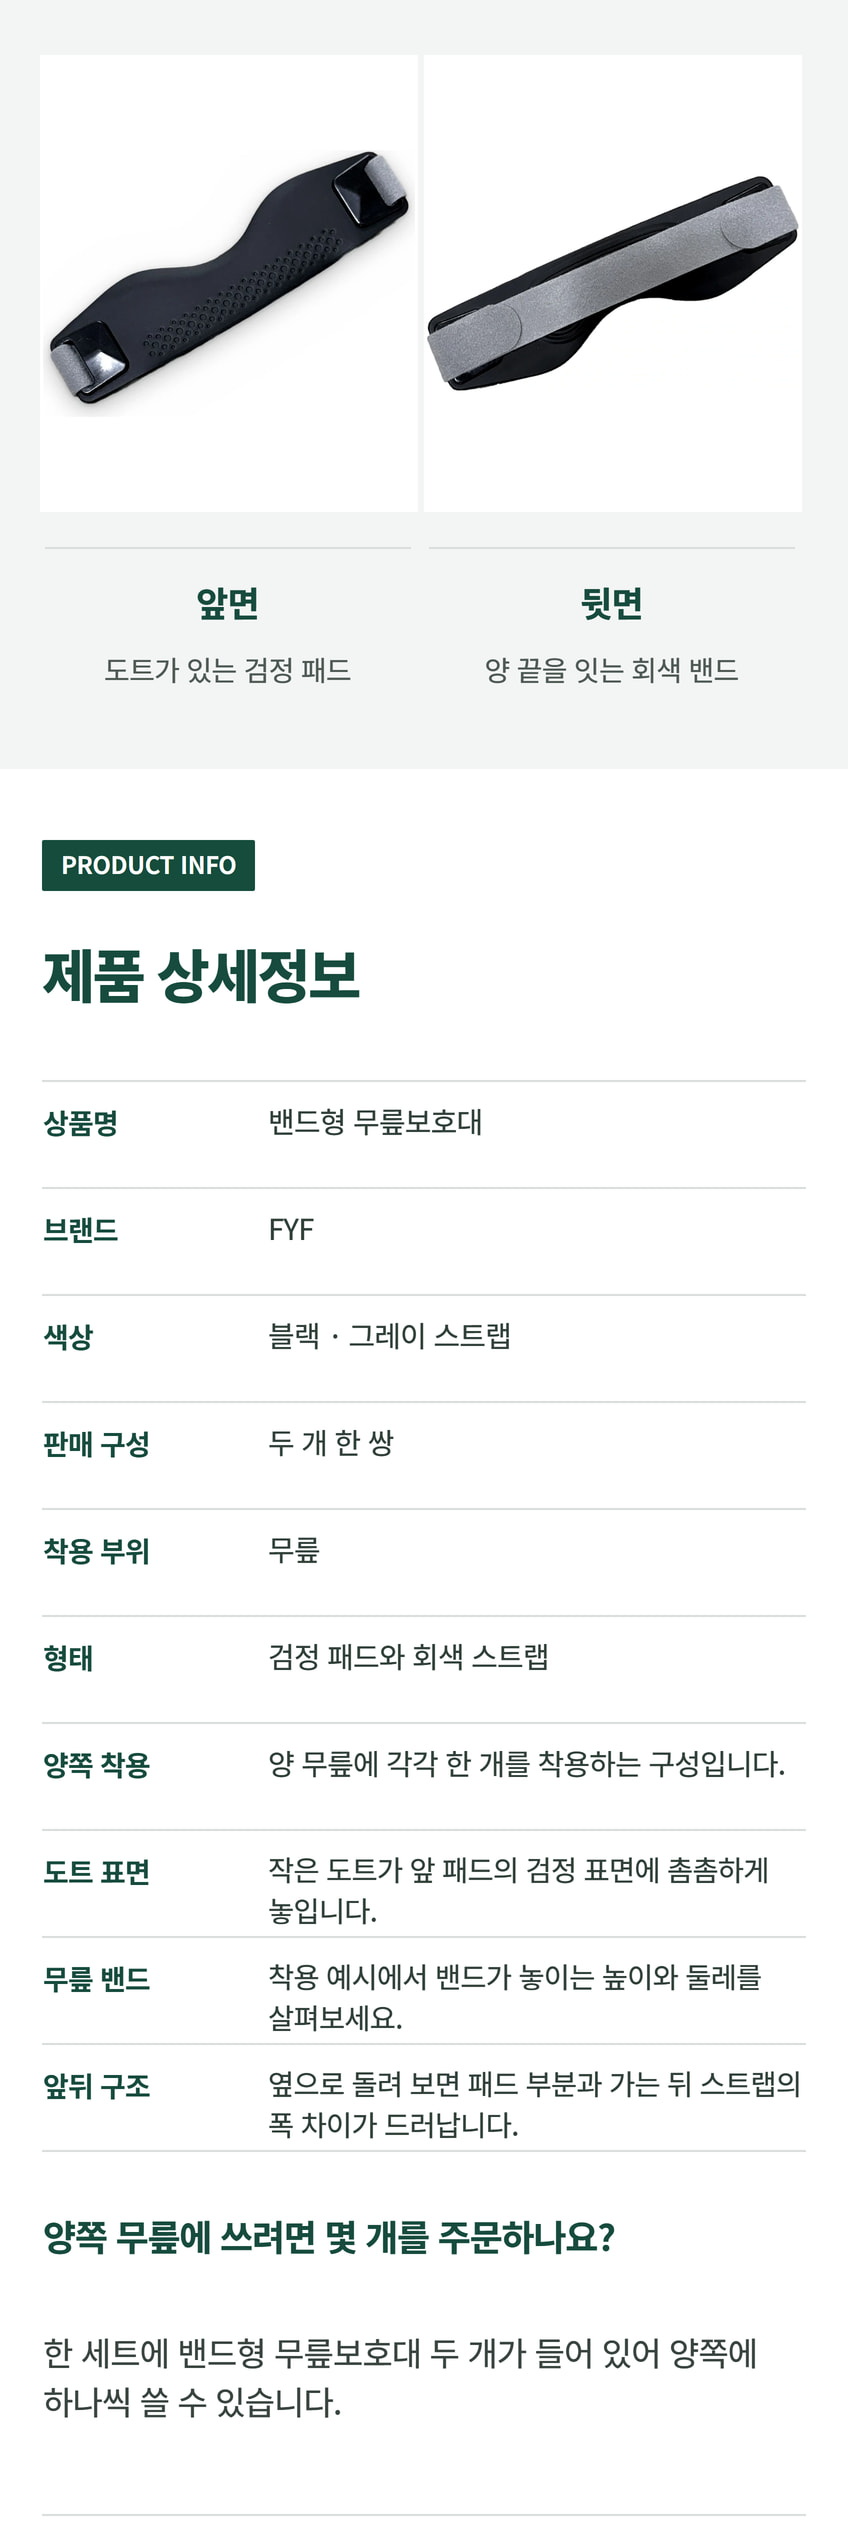 앞면
도트가 있는 검정 패드
뒷면
양 끝을 잇는 회색 밴드
PRODUCT INFO
제품 상세정보
상품명
밴드형 무릎보호대
브랜드
FYF
색상
블랙 · 그레이 스트랩
판매 구성
두 개 한 쌍
착용 부위
무릎
형태
검정 패드와 회색 스트랩
양쪽 착용
양 무릎에 각각 한 개를 착용하는 구성입니다.
도트 표면
작은 도트가 앞 패드의 검정 표면에 촘촘하게
놓입니다.
무릎 밴드
착용 예시에서 밴드가 놓이는 높이와 둘레를
살펴보세요.
앞뒤 구조
옆으로 돌려 보면 패드 부분과 가는 뒤 스트랩의
폭 차이가 드러납니다.
양쪽 무릎에 쓰려면 몇 개를 주문하나요?
한 세트에 밴드형 무릎보호대 두 개가 들어 있어 양쪽에
하나씩 쓸 수 있습니다.